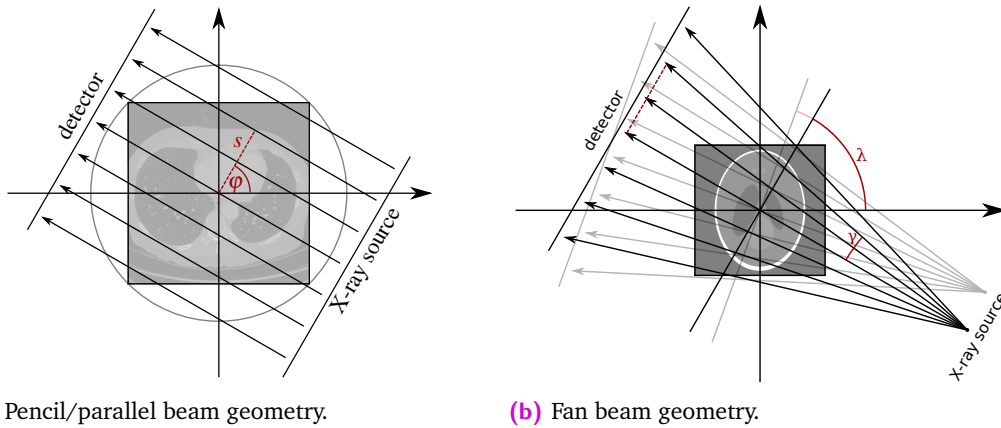 detector
s
φ
X-ray source
detector
λ
γ
X-ray source
Pencil/parallel beam geometry.
(b) Fan beam geometry.